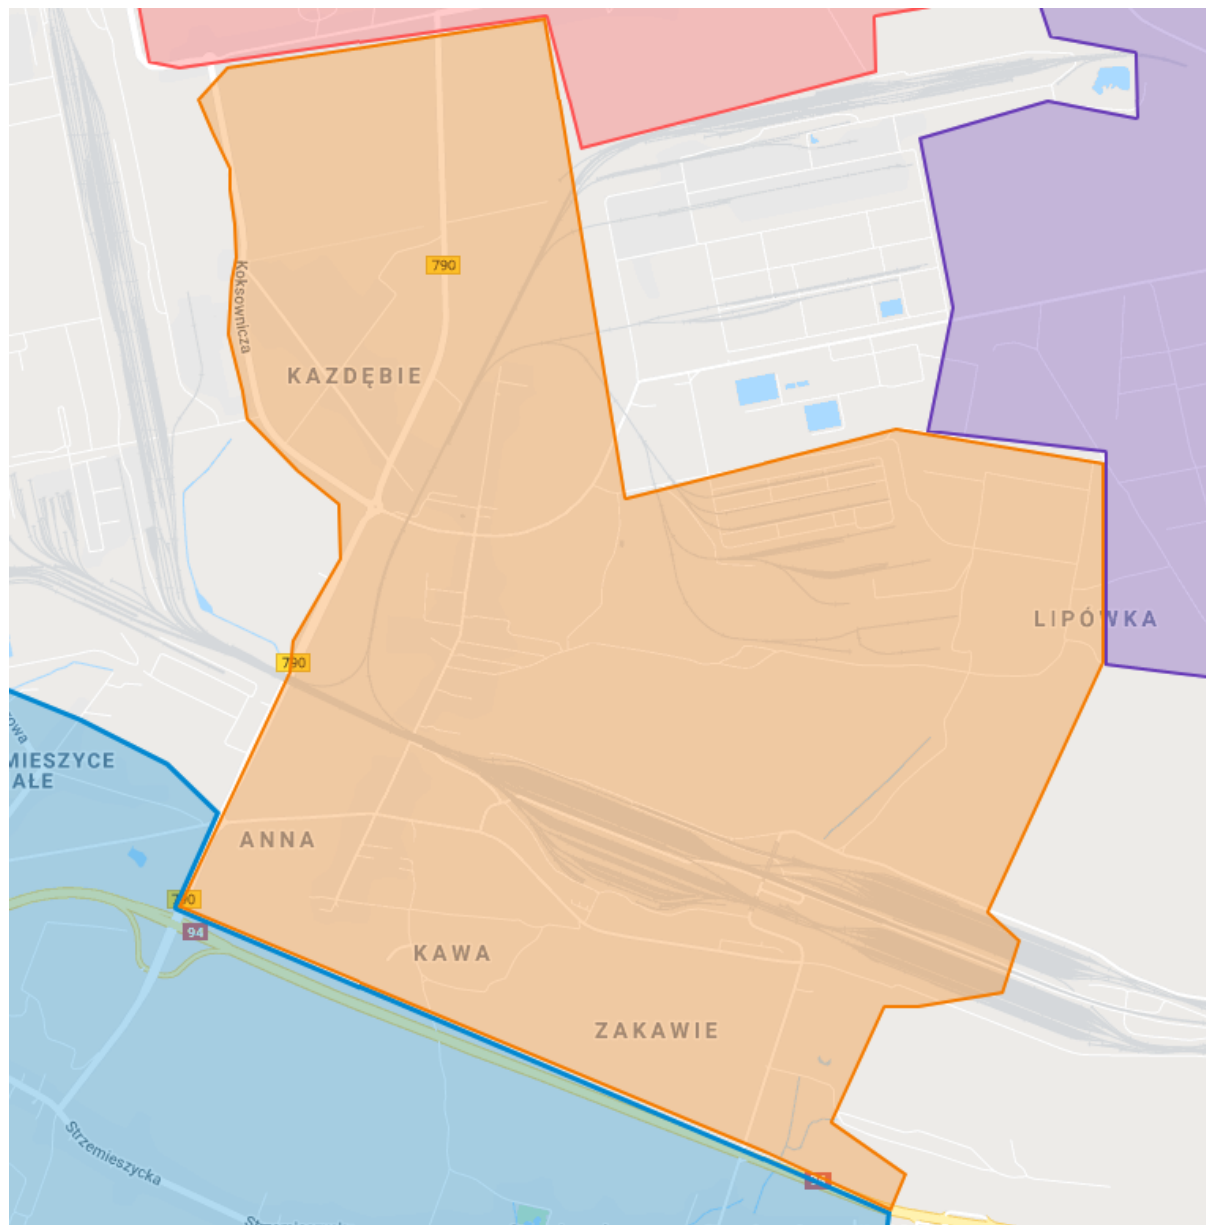 790
Koksownicza
KAZDĘBIE
LIPÓWKA
790
MIESZYCE
AŁE
ANNA
790
94
KAWA
ZAKAWIE
Strzemieszycka